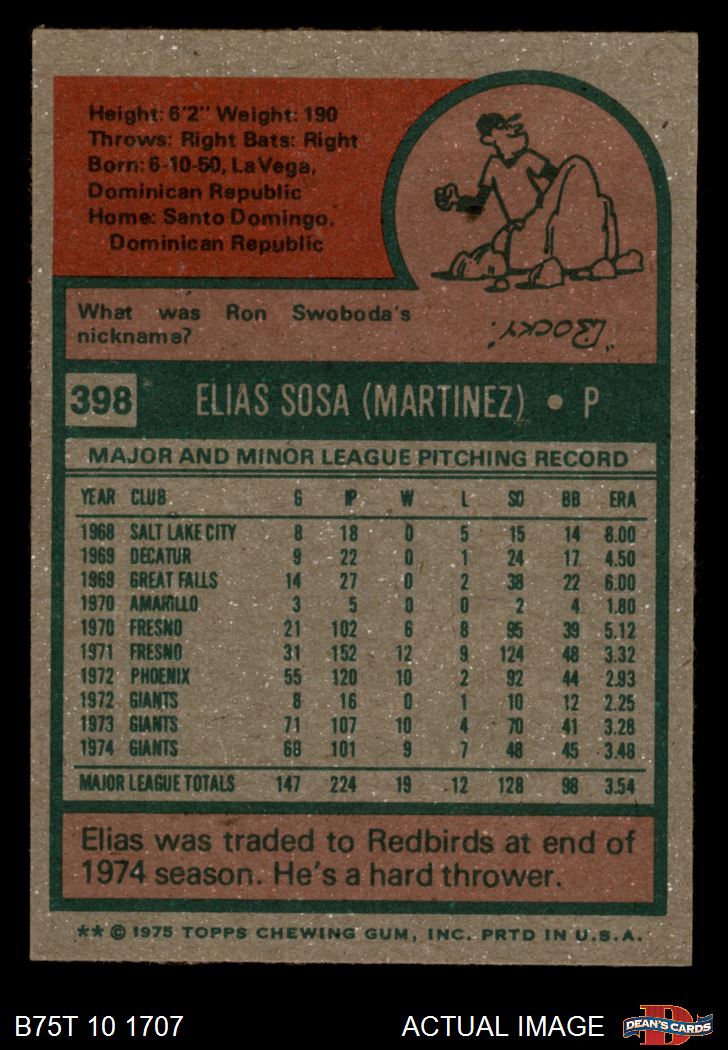 Height: 6'2" Weight: 190
Throws: Right Bats: Right
Born: 6-10-50, LaVega,
Dominican Republic
Home: Santo Domingo,
Dominican Republic
What was Ron Swoboda's
nickname?
"ROCKY".
398 ELIAS SOSA (MARTINEZ) • P
MAJOR AND MINOR LEAGUE PITCHING RECORD
YEAR CLUB G IP W L SO BB ERA
1968 SALT LAKE CITY 8 18 0 5 15 14 8.00
1969 DECATUR 9 22 0 1 24 17 4.50
1969 GREAT FALLS 14 27 0 2 38 22 6.00
1970 AMARILLO 3 5 0 0 2 4 1.80
1970 FRESNO 21 102 6 8 95 39 5.12
1971 FRESNO 31 152 12 9 124 48 3.32
1972 PHOENIX 55 120 10 2 92 44 2.93
1972 GIANTS 8 16 0 1 10 12 2.25
1973 GIANTS 71 107 10 4 70 41 3.28
1974 GIANTS 68 101 9 7 48 45 3.48
MAJOR LEAGUE TOTALS 147 224 19 12 128 98 3.54
Elias was traded to Redbirds at end of
1974 season. He's a hard thrower.
** © 1975 TOPPS CHEWING GUM, INC. PRTD IN U.S.A.
B75T 10 1707 ACTUAL IMAGE DEAN'S CARDS